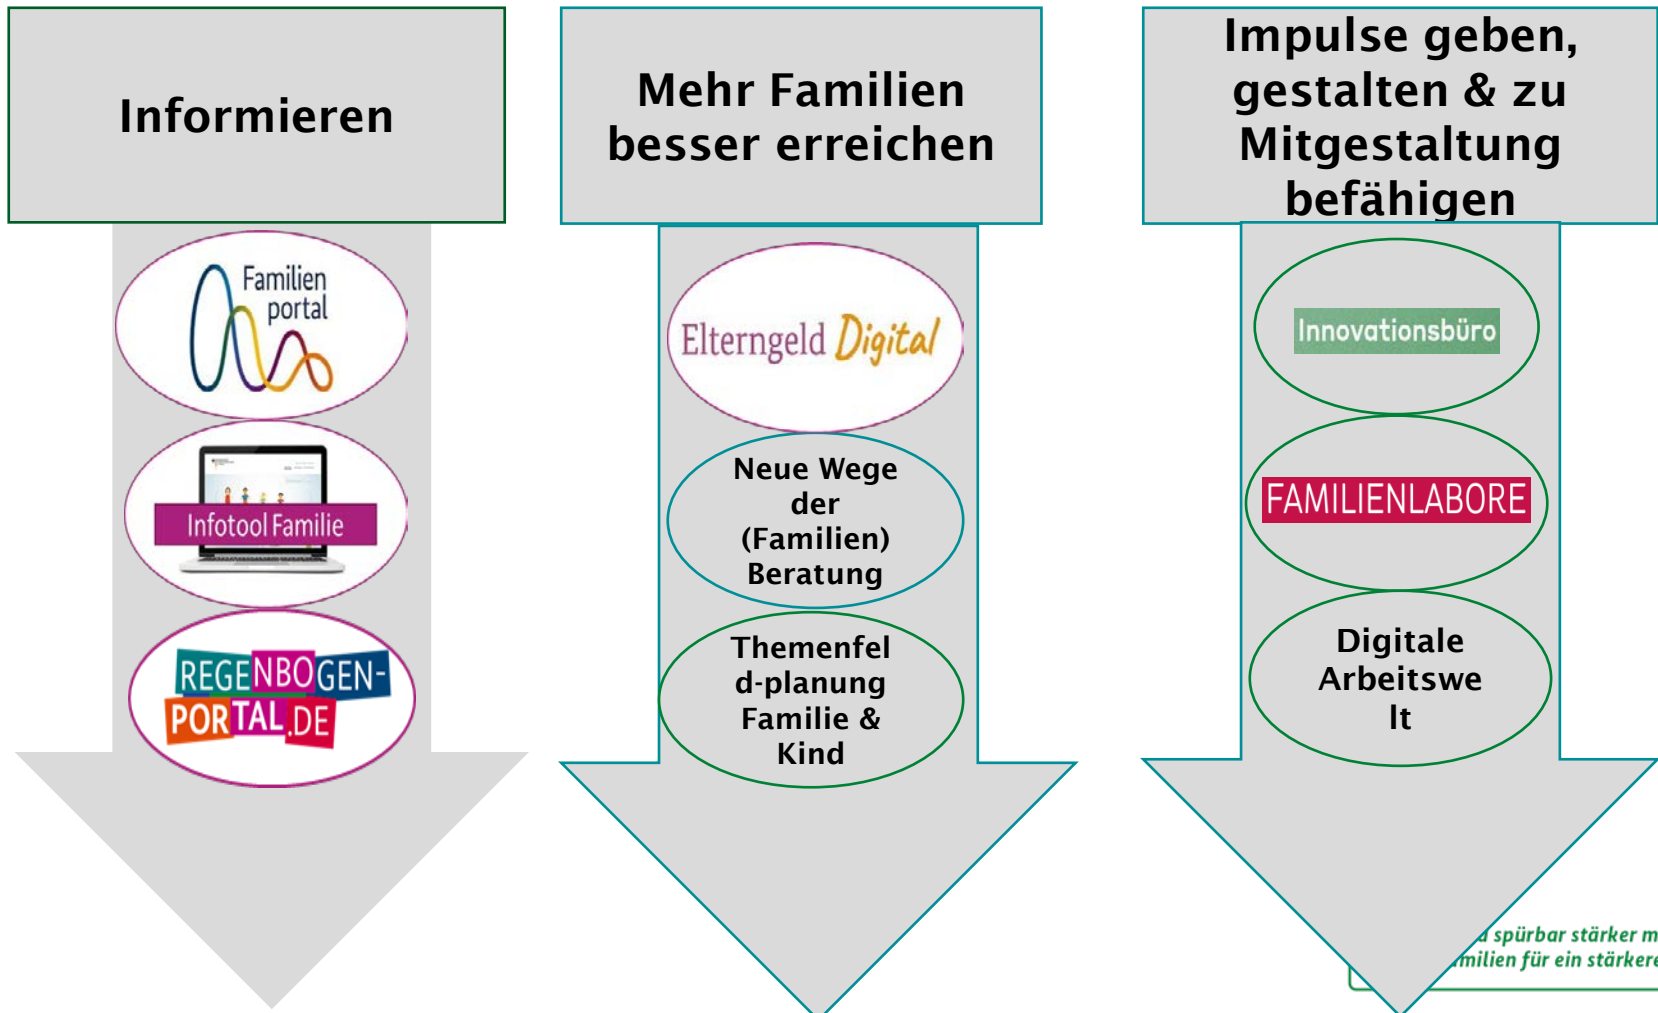 Informieren
Familien
portal
Infotool Familie
REGENBOGEN-
PORTAL.DE
Mehr Familien
besser erreichen
Elterngeld Digital
Neue Wege
der
(Familien)
Beratung
Themenfel
d-planung
Familie &
Kind
Impulse geben,
gestalten & zu
Mitgestaltung
befähigen
Innovationsbüro
FAMILIENLABORE
Digitale
Arbeitswe
lt
spürbar stärker
für ein